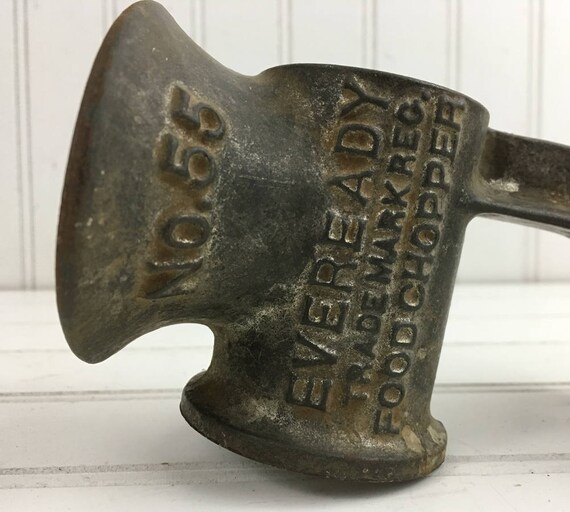 No. 55
EVEREADY
TRADE MARK REG.
FOOD CHOPPER